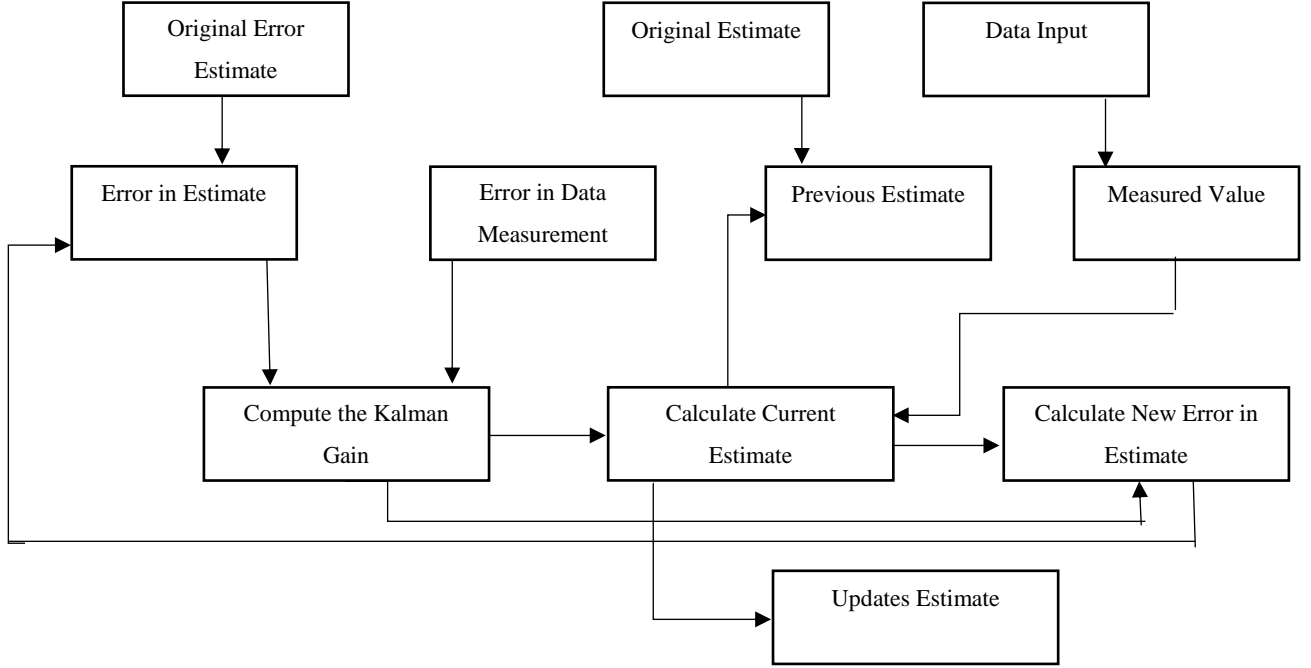 Original Error
Estimate
Original Estimate
Data Input
Error in Estimate
Error in Data
Measurement
Previous Estimate
Measured Value
Compute the Kalman
Gain
Calculate Current
Estimate
Calculate New Error in
Estimate
Updates Estimate